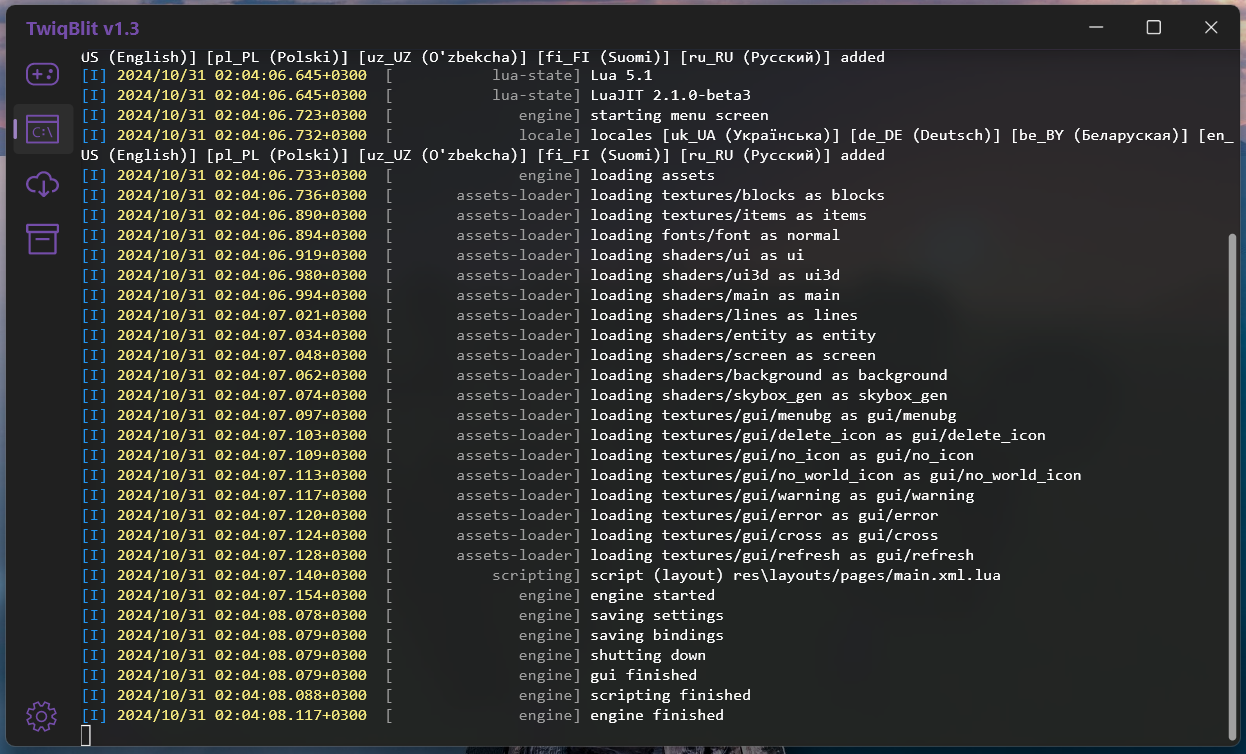 TwiqBlit v1.3
US (English)] [pl_PL (Polski)] [uz_UZ (O'zbekcha)] [fi_FI (Suomi)] [ru_RU (Русский)] added
[I] 2024/10/31 02:04:06.645+0300  [           lua-state] Lua 5.1
[I] 2024/10/31 02:04:06.645+0300  [           lua-state] LuaJIT 2.1.0-beta3
[I] 2024/10/31 02:04:06.723+0300  [              engine] starting menu screen
[I] 2024/10/31 02:04:06.732+0300  [              locale] locales [uk_UA (Українська)] [de_DE (Deutsch)] [be_BY (Беларуская)] [en_
US (English)] [pl_PL (Polski)] [uz_UZ (O'zbekcha)] [fi_FI (Suomi)] [ru_RU (Русский)] added
C:\
[I] 2024/10/31 02:04:06.733+0300  [              engine] loading assets
[I] 2024/10/31 02:04:06.736+0300  [       assets-loader] loading textures/blocks as blocks
[I] 2024/10/31 02:04:06.890+0300  [       assets-loader] loading textures/items as items
[I] 2024/10/31 02:04:06.894+0300  [       assets-loader] loading fonts/font as normal
[I] 2024/10/31 02:04:06.919+0300  [       assets-loader] loading shaders/ui as ui
[I] 2024/10/31 02:04:06.980+0300  [       assets-loader] loading shaders/ui3d as ui3d
[I] 2024/10/31 02:04:06.994+0300  [       assets-loader] loading shaders/main as main
[I] 2024/10/31 02:04:07.021+0300  [       assets-loader] loading shaders/lines as lines
[I] 2024/10/31 02:04:07.034+0300  [       assets-loader] loading shaders/entity as entity
[I] 2024/10/31 02:04:07.048+0300  [       assets-loader] loading shaders/screen as screen
[I] 2024/10/31 02:04:07.062+0300  [       assets-loader] loading shaders/background as background
[I] 2024/10/31 02:04:07.074+0300  [       assets-loader] loading shaders/skybox_gen as skybox_gen
[I] 2024/10/31 02:04:07.097+0300  [       assets-loader] loading textures/gui/menubg as gui/menubg
[I] 2024/10/31 02:04:07.103+0300  [       assets-loader] loading textures/gui/delete_icon as gui/delete_icon
[I] 2024/10/31 02:04:07.109+0300  [       assets-loader] loading textures/gui/no_icon as gui/no_icon
[I] 2024/10/31 02:04:07.113+0300  [       assets-loader] loading textures/gui/no_world_icon as gui/no_world_icon
[I] 2024/10/31 02:04:07.117+0300  [       assets-loader] loading textures/gui/warning as gui/warning
[I] 2024/10/31 02:04:07.120+0300  [       assets-loader] loading textures/gui/error as gui/error
[I] 2024/10/31 02:04:07.124+0300  [       assets-loader] loading textures/gui/cross as gui/cross
[I] 2024/10/31 02:04:07.128+0300  [       assets-loader] loading textures/gui/refresh as gui/refresh
[I] 2024/10/31 02:04:07.140+0300  [           scripting] script (layout) res\layouts/pages/main.xml.lua
[I] 2024/10/31 02:04:07.154+0300  [              engine] engine started
[I] 2024/10/31 02:04:08.078+0300  [              engine] saving settings
[I] 2024/10/31 02:04:08.079+0300  [              engine] saving bindings
[I] 2024/10/31 02:04:08.079+0300  [              engine] shutting down
[I] 2024/10/31 02:04:08.079+0300  [              engine] gui finished
[I] 2024/10/31 02:04:08.088+0300  [              engine] scripting finished
[I] 2024/10/31 02:04:08.117+0300  [              engine] engine finished